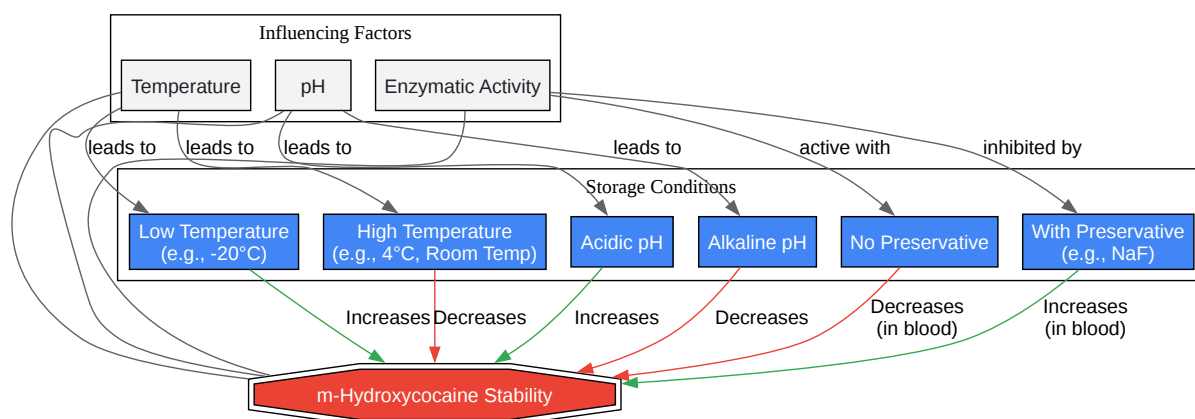 Influencing Factors
Temperature
pH
Enzymatic Activity
leads to
leads to
leads to
leads to
active with
inhibited by
Storage Conditions
Low Temperature
(e.g., -20°C)
High Temperature
(e.g., 4°C, Room Temp)
Acidic pH
Alkaline pH
No Preservative
With Preservative
(e.g., NaF)
Increases
Decreases
Increases
Decreases
Decreases
(in blood)
Increases
(in blood)
m-Hydroxycocaine Stability